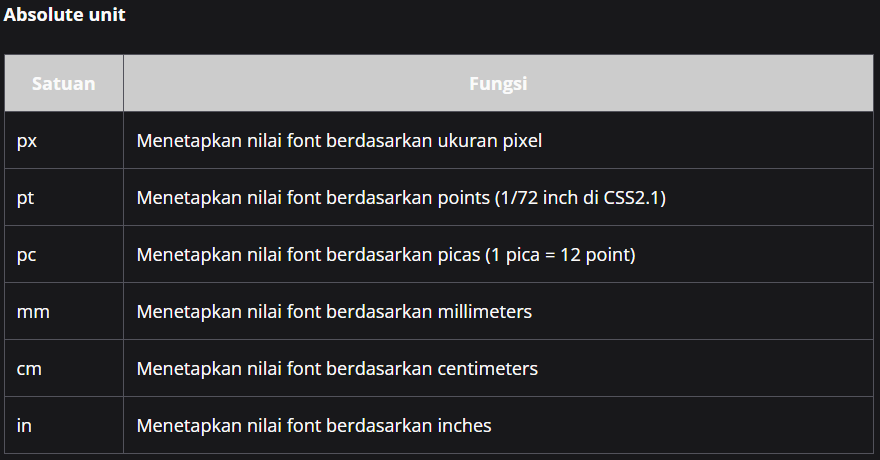 Absolute unit
Satuan Fungsi
px Menetapkan nilai font berdasarkan ukuran pixel
pt Menetapkan nilai font berdasarkan points (1/72 inch di CSS2.1)
pc Menetapkan nilai font berdasarkan picas (1 pica = 12 point)
mm Menetapkan nilai font berdasarkan millimeters
cm Menetapkan nilai font berdasarkan centimeters
in Menetapkan nilai font berdasarkan inches